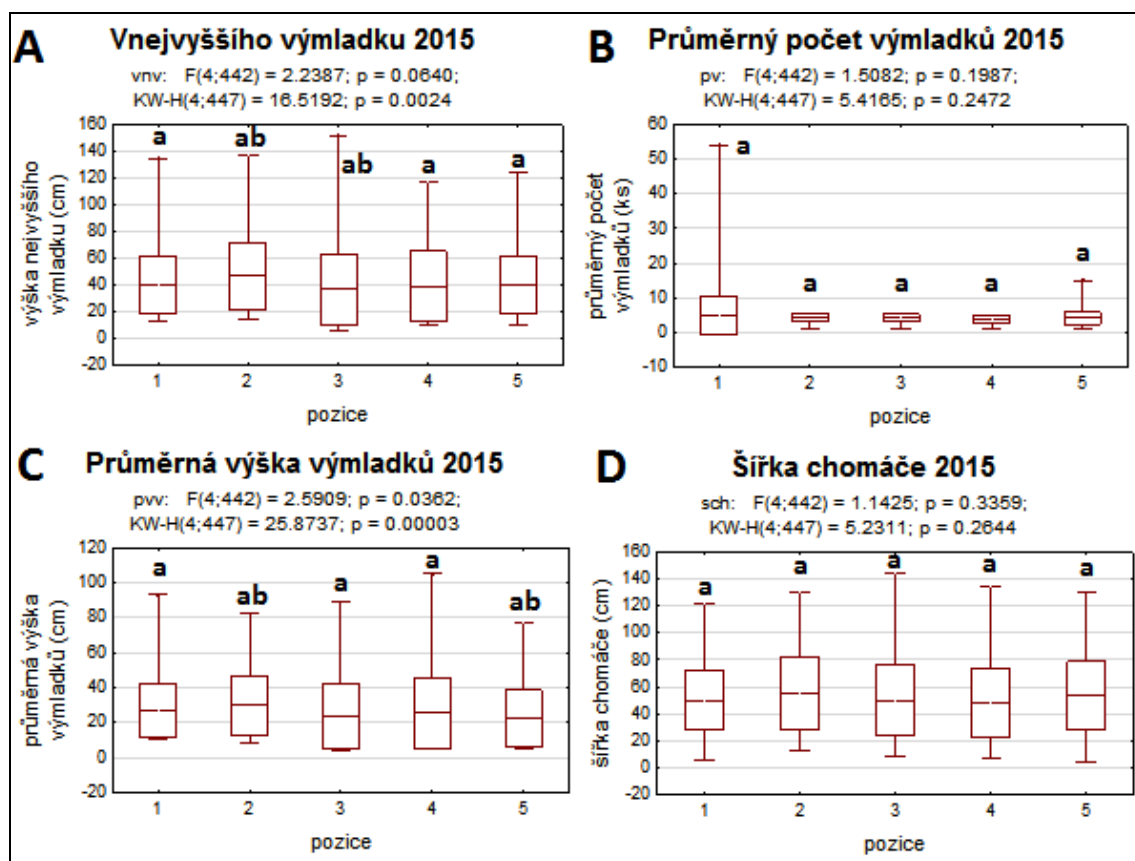 A Vnejvyššího výmladku 2015
vnv: F(4;442) = 2.2387; p = 0.0640;
KW-H(4;447) = 16.5192; p = 0.0024
160
140
120
100
80
60
40
20
0
-20
výška nejvyššího
výmladku (cm)
a ab ab a a
1 2 3 4 5
pozice
B Průměrný počet výmladků 2015
pv: F(4;442) = 1.5082; p = 0.1987;
KW-H(4;447) = 5.4165; p = 0.2472
60
50
40
30
20
10
0
-10
průměrný počet
výmladků (ks)
a a a a a
1 2 3 4 5
pozice
C Průměrná výška výmladků 2015
pvv: F(4;442) = 2.5909; p = 0.0362;
KW-H(4;447) = 25.8737; p = 0.00003
120
100
80
60
40
20
0
-20
průměrná výška
výmladků (cm)
a ab a a ab
1 2 3 4 5
pozice
D Šířka chomáče 2015
sch: F(4;442) = 1.1425; p = 0.3359;
KW-H(4;447) = 5.2311; p = 0.2644
160
140
120
100
80
60
40
20
0
-20
šířka chomáče (cm)
a a a a a
1 2 3 4 5
pozice